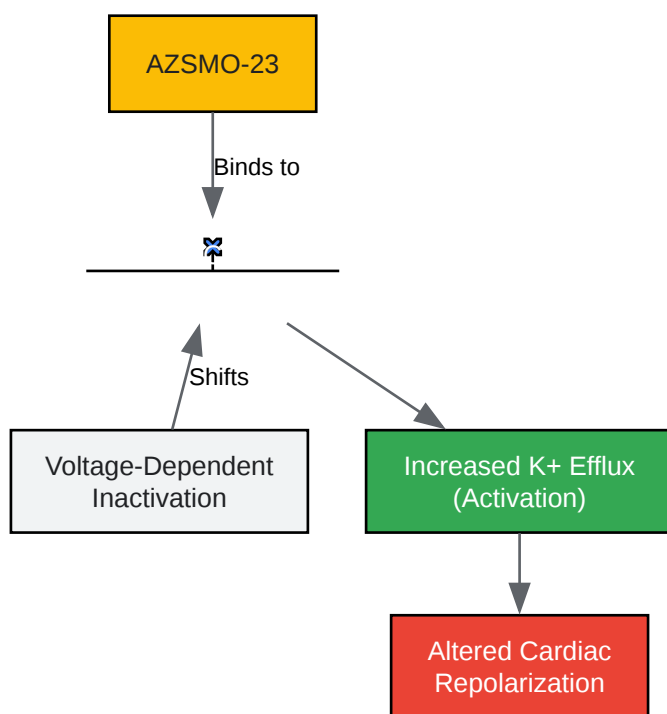 AZSMO-23
Binds to
Shifts
Voltage-Dependent
Inactivation
Increased K+ Efflux
(Activation)
Altered Cardiac
Repolarization